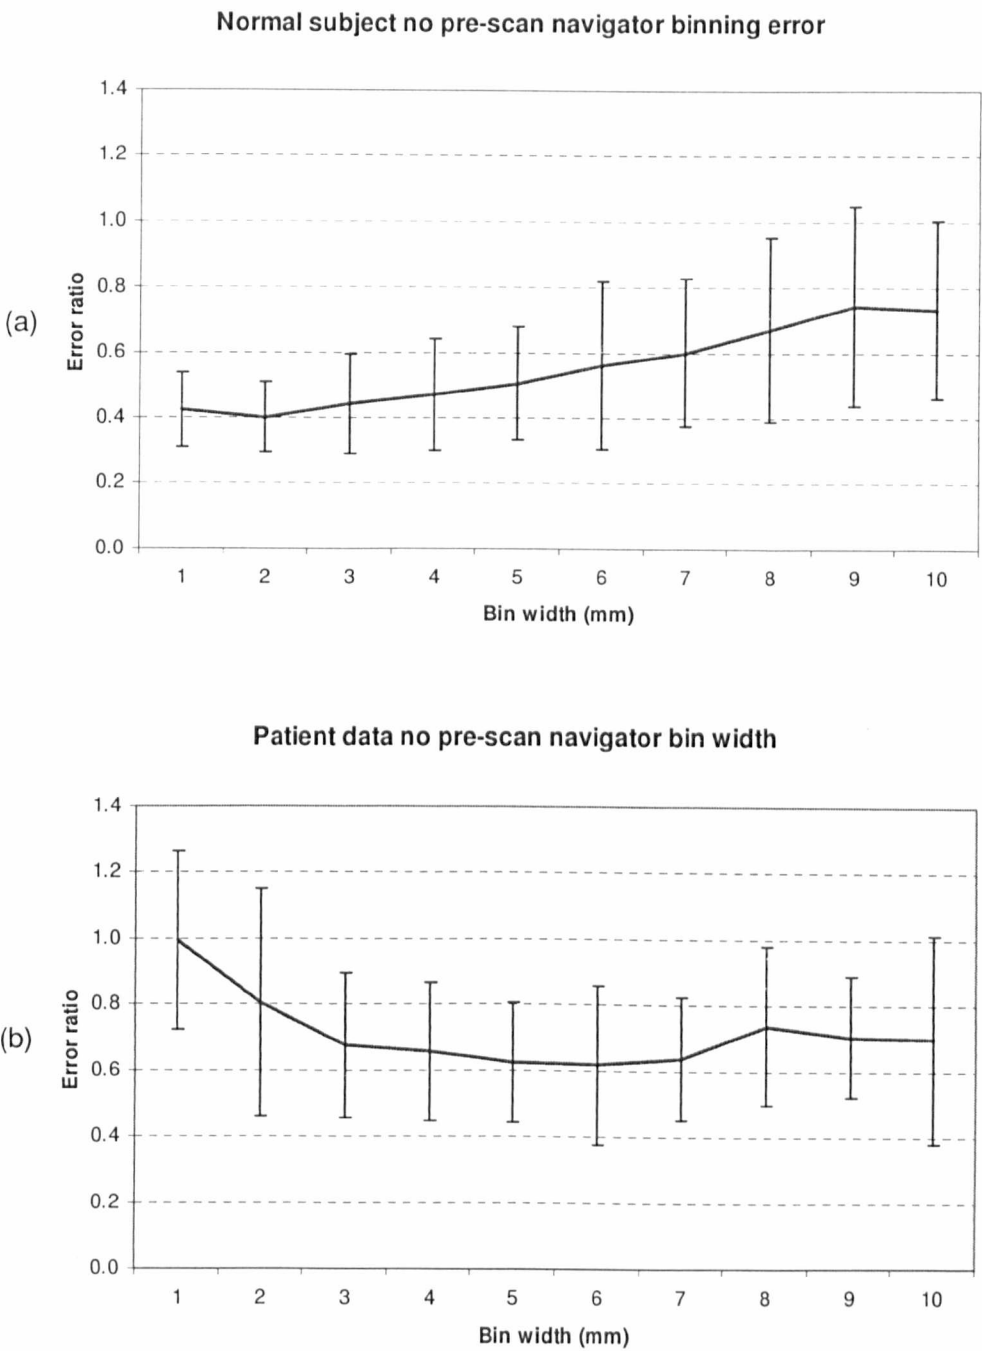 Normal subject no pre-scan navigator binning error
1.4
1.2
1.0
0.8
0.6
0.4
0.2
0.0
Error ratio
(a)
1 2 3 4 5 6 7 8 9 10
Bin width (mm)
Patient data no pre-scan navigator bin width
1.4
1.2
1.0
0.8
0.6
0.4
0.2
0.0
Error ratio
(b)
1 2 3 4 5 6 7 8 9 10
Bin width (mm)